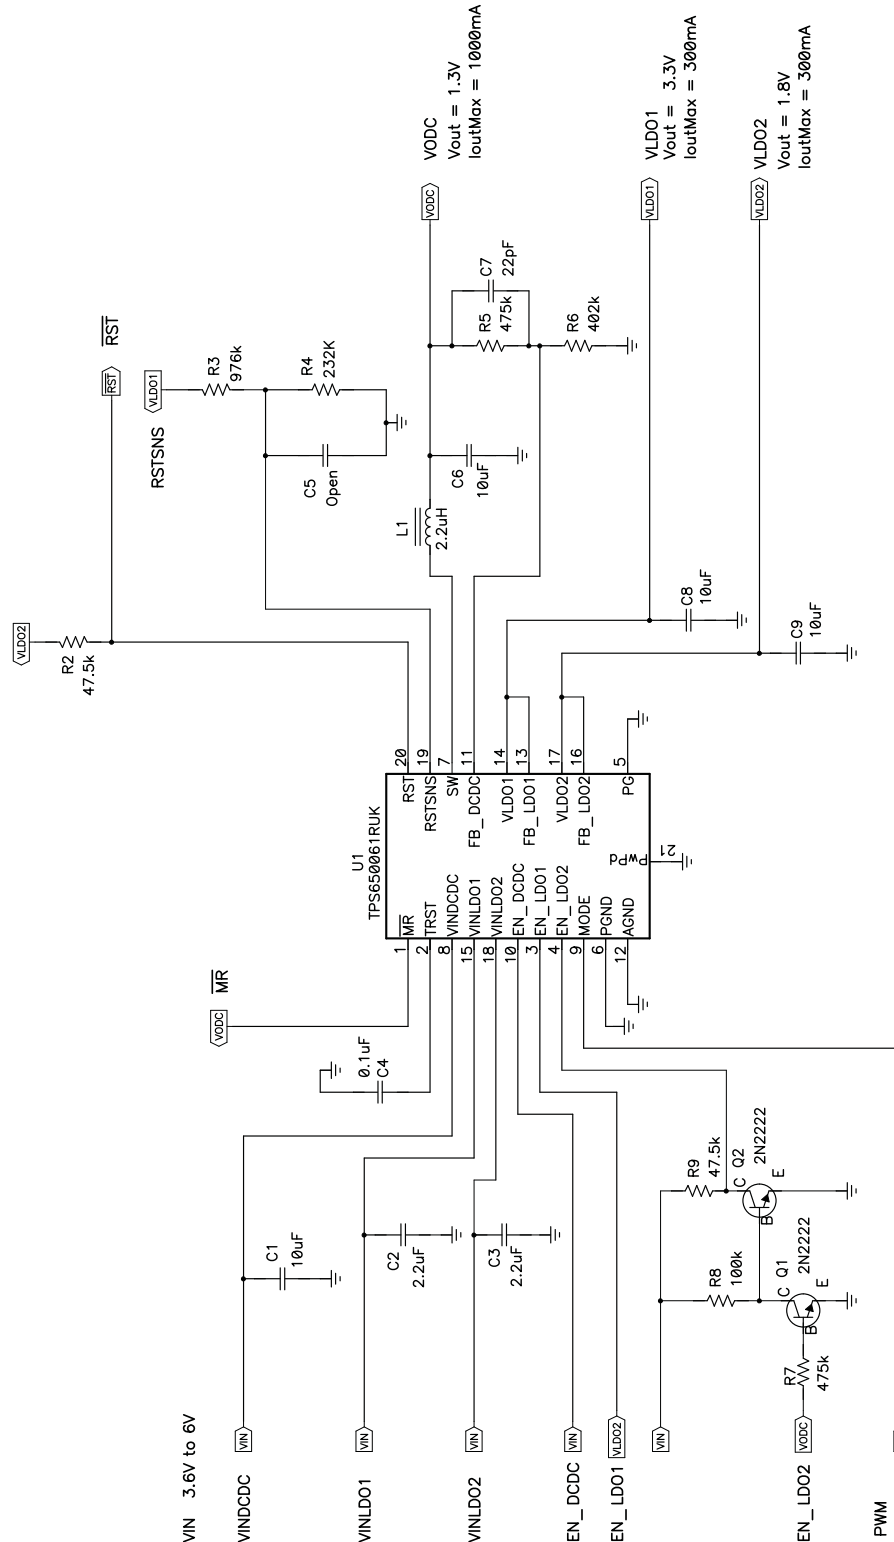 VIN 3.6V to 6V
VINDCDC
VIN
C1
10uF
VINLDO1
VIN
C2
2.2uF
VINLDO2
VIN
C3
2.2uF
EN_DCDC
VIN
EN_LDO1
VLDO2
VIN
R8
100k
R9
47.5k
EN_LDO2
VODC
R7
475k
Q1
2N2222
C
B
E
Q2
2N2222
C
B
E
PWM
VODC
MR
0.1uF
C4
U1
TPS650061RUK
1
MR
2
TRST
8
VINDCDC
15
VINLDO1
18
VINLDO2
10
EN_DCDC
3
EN_LDO1
4
EN_LDO2
9
MODE
6
PGND
12
AGND
RST
20
RSTSNS
19
SW
7
FB_DCDC
11
VLDO1
14
FB_LDO1
13
VLDO2
17
FB_LDO2
16
PG
5
PwPd
21
VLDO2
R2
47.5k
RST
RST
RSTSNS
VLDO1
R3
976k
R4
232K
C5
Open
L1
2.2uH
C6
10uF
C7
22pF
R5
475k
R6
402k
VODC
VODC
Vout = 1.3V
IoutMax = 1000mA
C8
10uF
VLDO1
VLDO1
Vout = 3.3V
IoutMax = 300mA
C9
10uF
VLDO2
VLDO2
Vout = 1.8V
IoutMax = 300mA